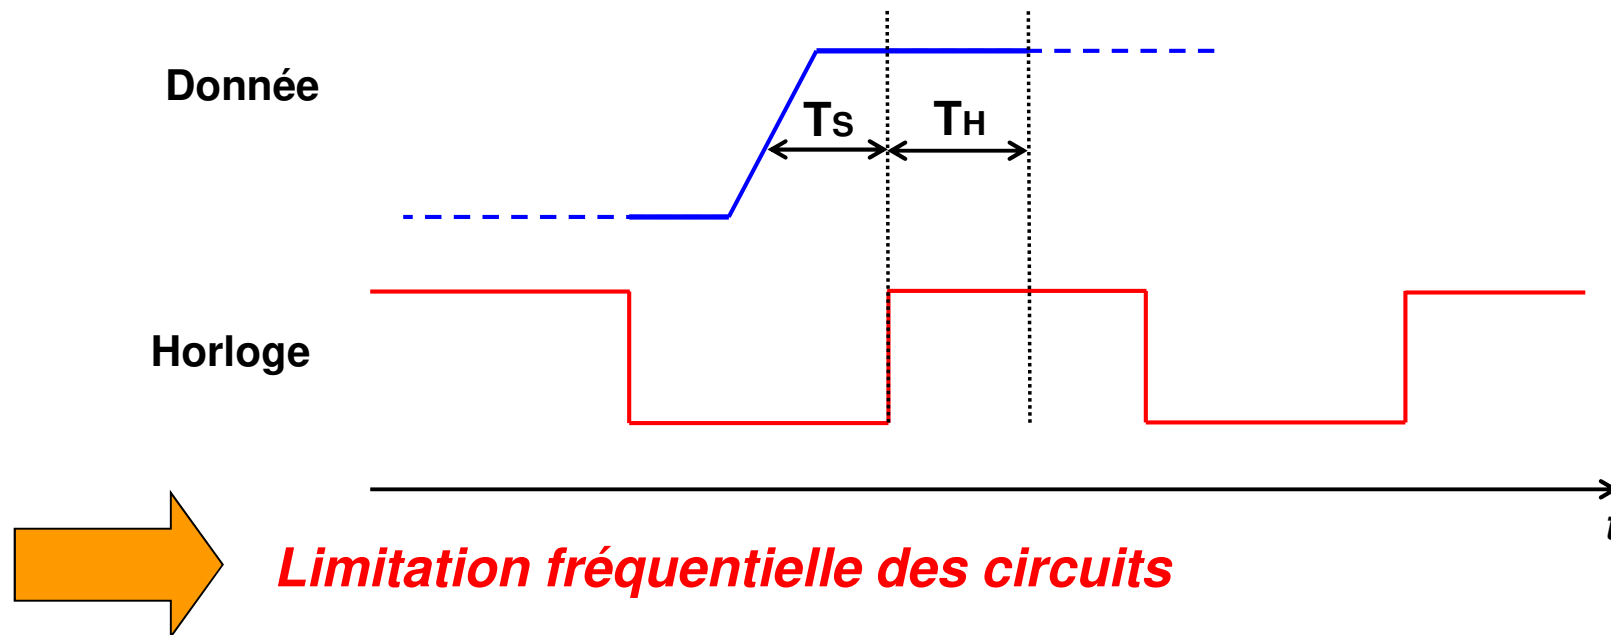 Donnée
TS
TH
Horloge
t
Limitation fréquentielle des circuits